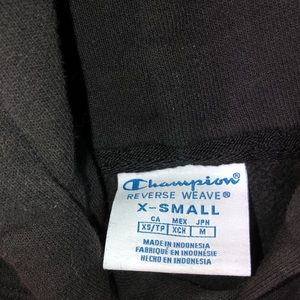 Champion®
REVERSE WEAVE®
X-SMALL
CA MEX JPN
XS/TP XCH M
MADE IN INDONESIA
FABRIQUÉ EN INDONÉSIE
HECHO EN INDONESIA